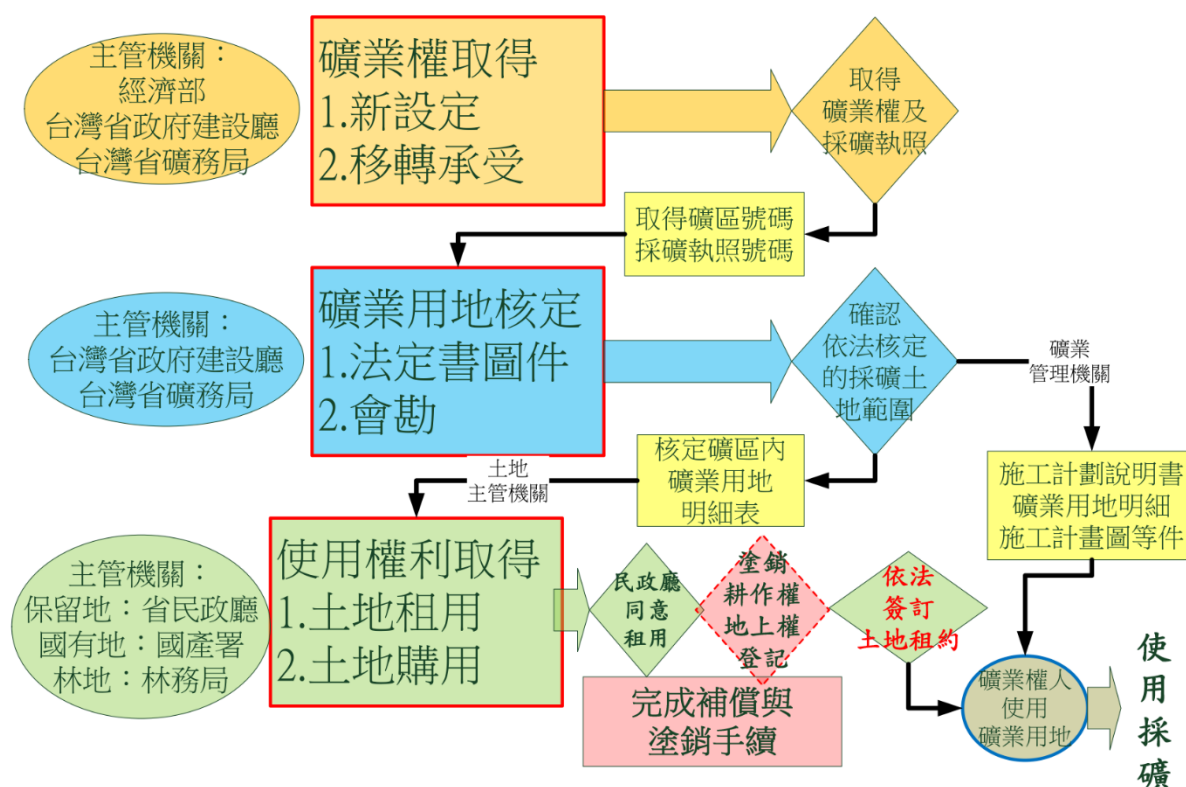 主管機關：
經濟部
台灣省政府建設廳
台灣省礦務局
礦業權取得
1.新設定
2.移轉承受
取得
礦業權及
採礦執照
取得礦區號碼
採礦執照號碼
主管機關：
台灣省政府建設廳
台灣省礦務局
礦業用地核定
1.法定書圖件
2.會勘
確認
依法核定
的採礦土
地範圍
礦業
管理機關
核定礦區內
礦業用地
明細表
土地
主管機關
施工計劃說明書
礦業用地明細
施工計畫圖等件
主管機關：
保留地：省民政廳
國有地：國產署
林地：林務局
使用權利取得
1.土地租用
2.土地購用
民政廳
同意
租用
塗銷
耕作權
地上權
登記
依法
簽訂
土地租約
完成補償與
塗銷手續
礦業權人
使用
礦業用地
使
用
採
礦